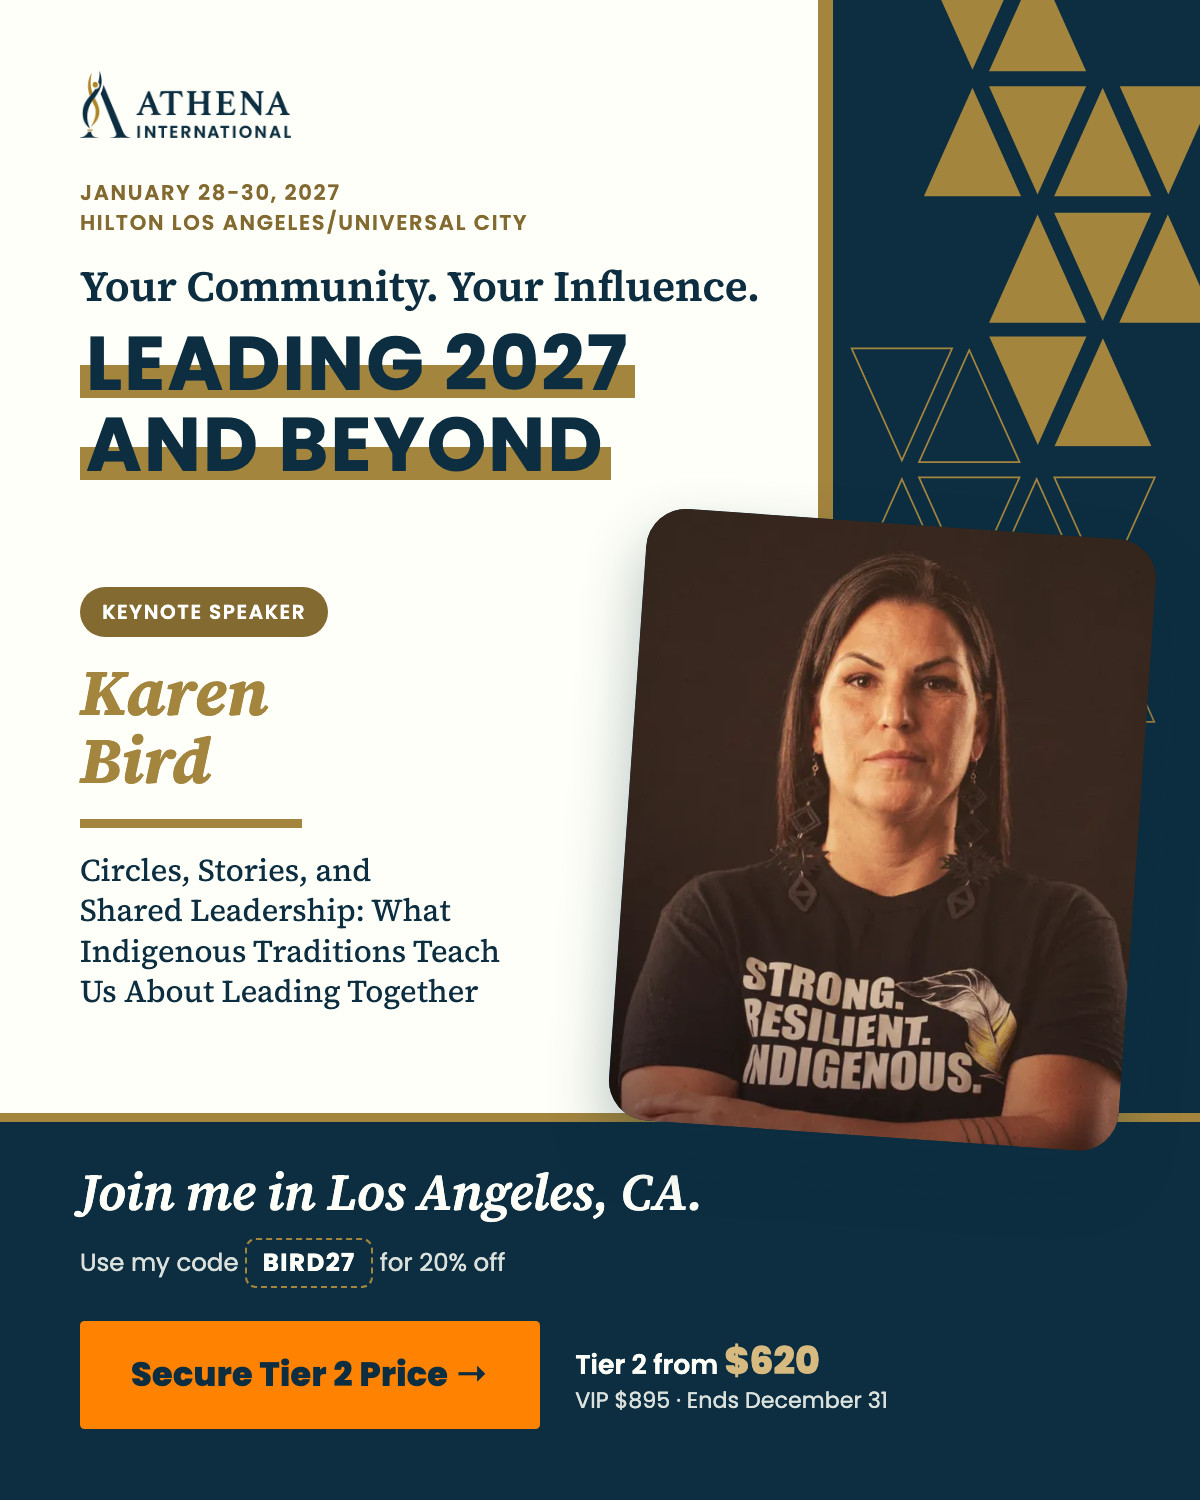 ATHENA
INTERNATIONAL
JANUARY 28-30, 2027
HILTON LOS ANGELES/UNIVERSAL CITY
Your Community. Your Influence.
LEADING 2027
AND BEYOND
KEYNOTE SPEAKER
Karen
Bird
Circles, Stories, and
Shared Leadership: What
Indigenous Traditions Teach
Us About Leading Together
STRONG.
RESILIENT.
INDIGENOUS.
Join me in Los Angeles, CA.
Use my code BIRD27 for 20% off
Secure Tier 2 Price →
Tier 2 from $620
VIP $895 · Ends December 31